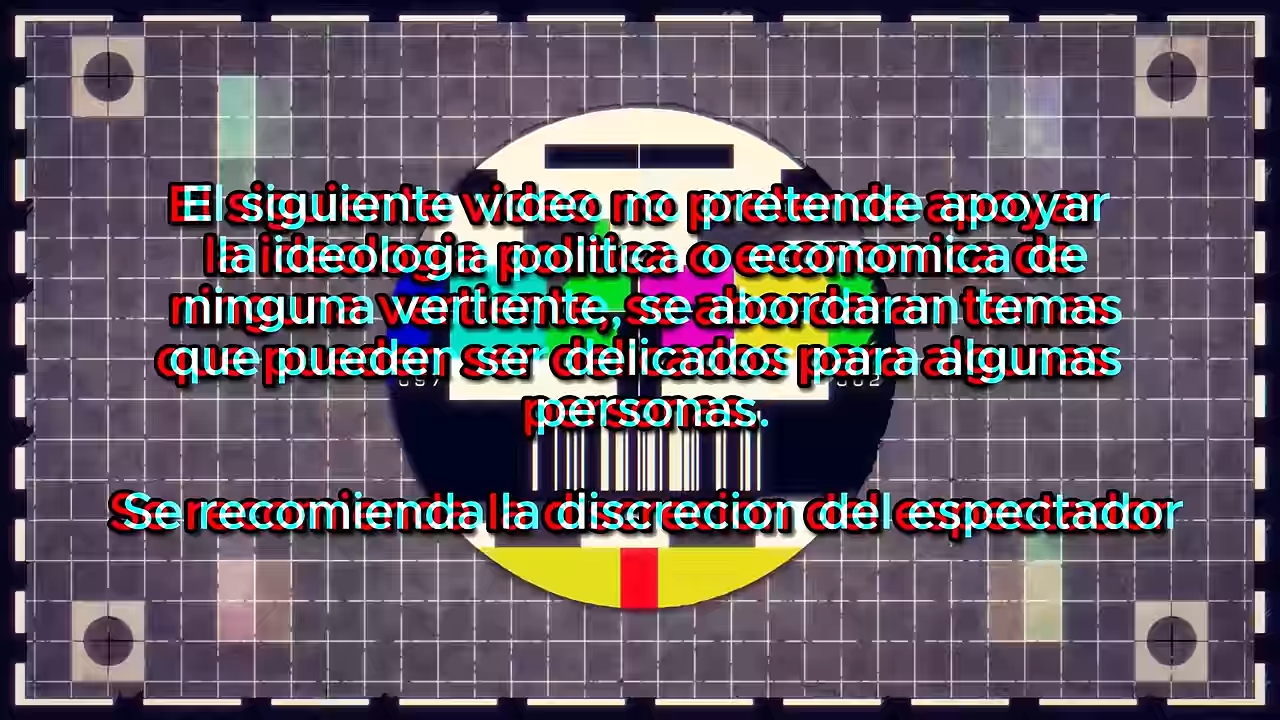 El siguiente video no pretende apoyar
la ideologia politica o economica de
ninguna vertiente, se abordaran temas
que pueden ser delicados para algunas
personas.
Se recomienda la discrecion del espectador